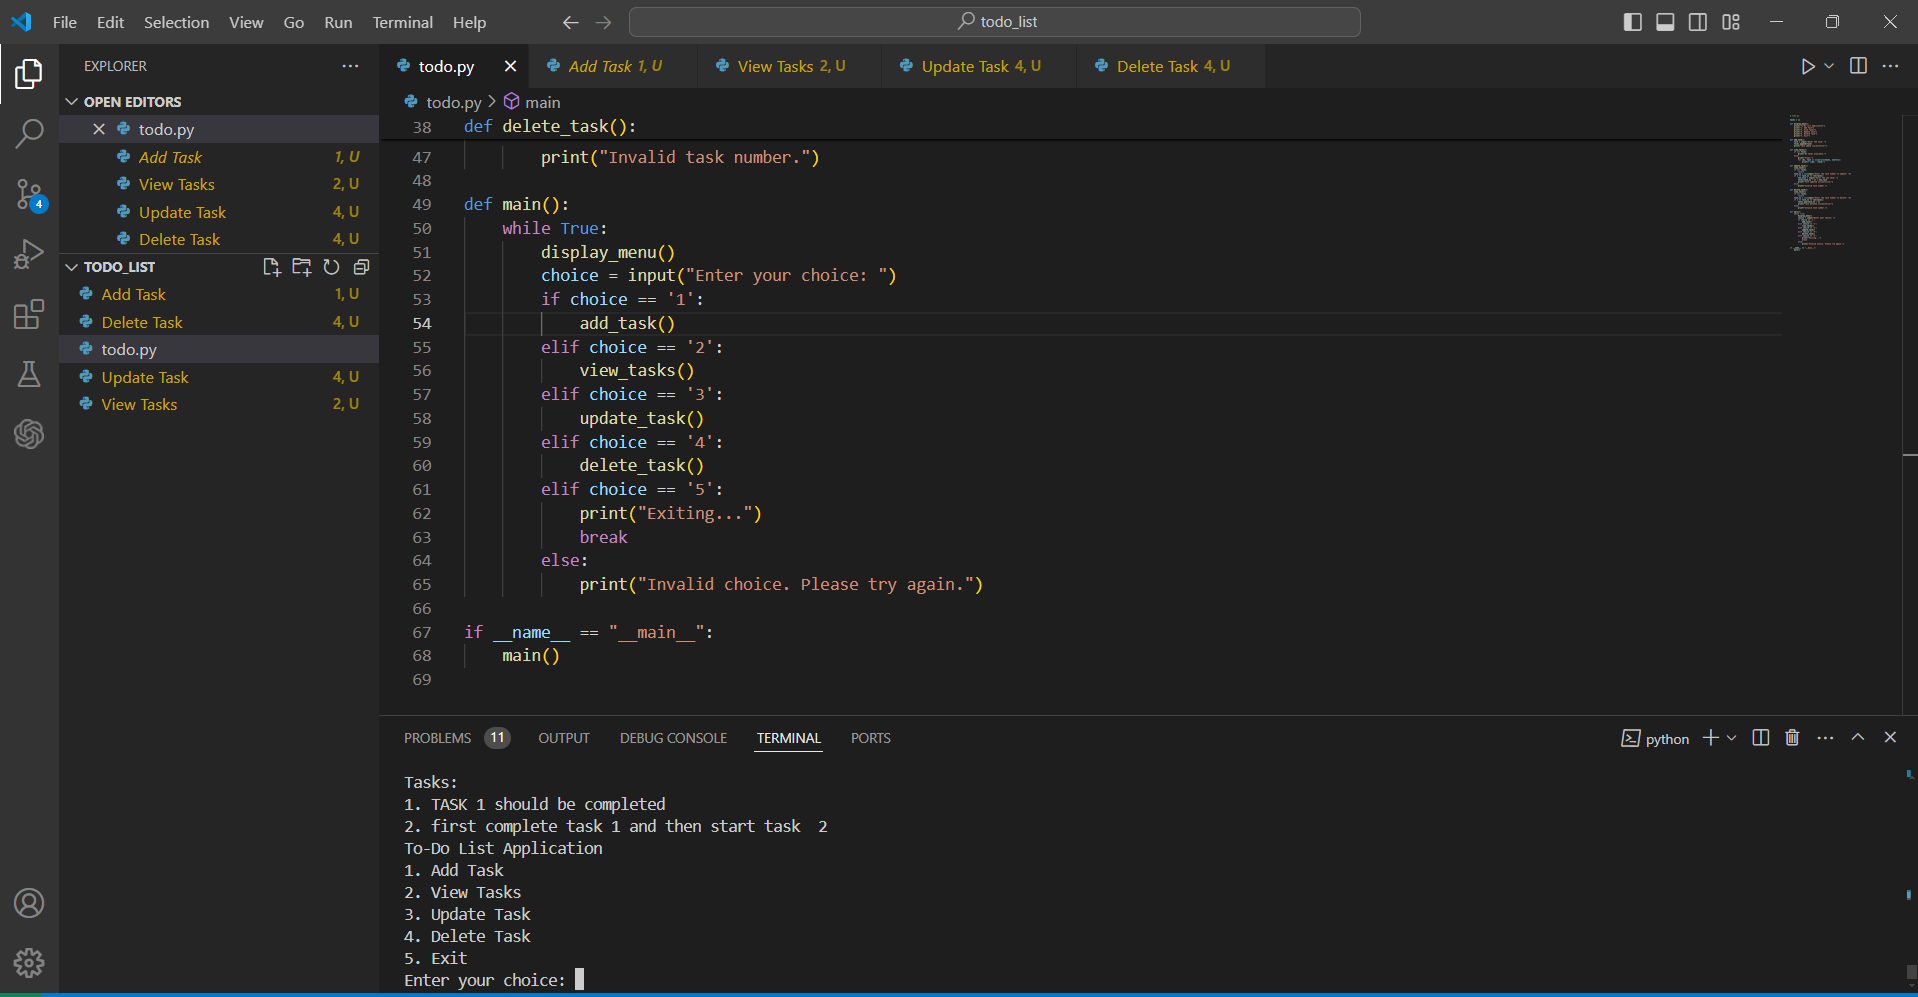 File Edit Selection View Go Run Terminal Help
todo_list
EXPLORER
OPEN EDITORS
todo.py
Add Task 1, U
View Tasks 2, U
Update Task 4, U
Delete Task 4, U
TODO_LIST
Add Task 1, U
Delete Task 4, U
todo.py
Update Task 4, U
View Tasks 2, U
4
todo.py Add Task 1, U View Tasks 2, U Update Task 4, U Delete Task 4, U
todo.py > main
38 def delete_task():
47 print("Invalid task number.")
48
49 def main():
50 while True:
51 display_menu()
52 choice = input("Enter your choice: ")
53 if choice == '1':
54 add_task()
55 elif choice == '2':
56 view_tasks()
57 elif choice == '3':
58 update_task()
59 elif choice == '4':
60 delete_task()
61 elif choice == '5':
62 print("Exiting...")
63 break
64 else:
65 print("Invalid choice. Please try again.")
66
67 if __name__ == "__main__":
68 main()
69
PROBLEMS 11 OUTPUT DEBUG CONSOLE TERMINAL PORTS
python
Tasks:
1. TASK 1 should be completed
2. first complete task 1 and then start task  2
To-Do List Application
1. Add Task
2. View Tasks
3. Update Task
4. Delete Task
5. Exit
Enter your choice: